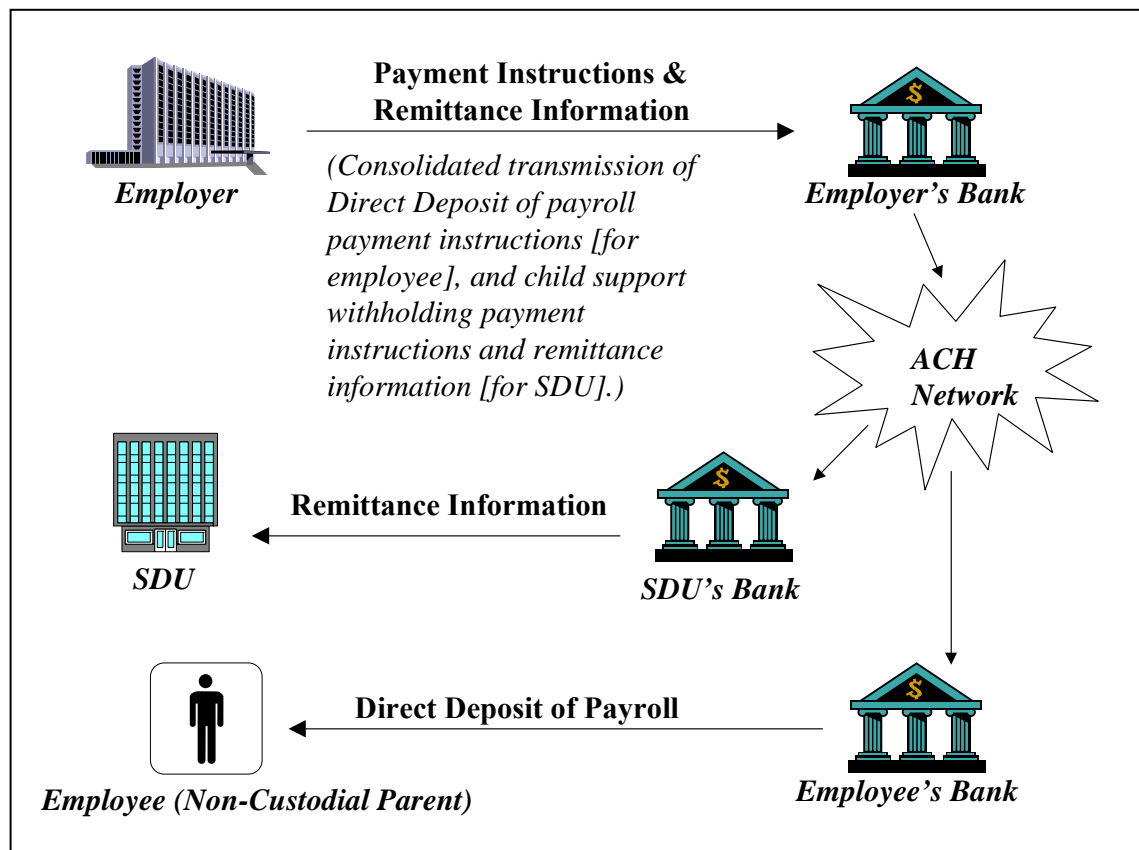 Payment Instructions &
Remittance Information
Employer
(Consolidated transmission of
Direct Deposit of payroll
payment instructions [for
employee], and child support
withholding payment
instructions and remittance
information [for SDU].)
$
Employer's Bank
ACH
Network
Remittance Information
SDU
$
SDU's Bank
Direct Deposit of Payroll
Employee (Non-Custodial Parent)
$
Employee's Bank